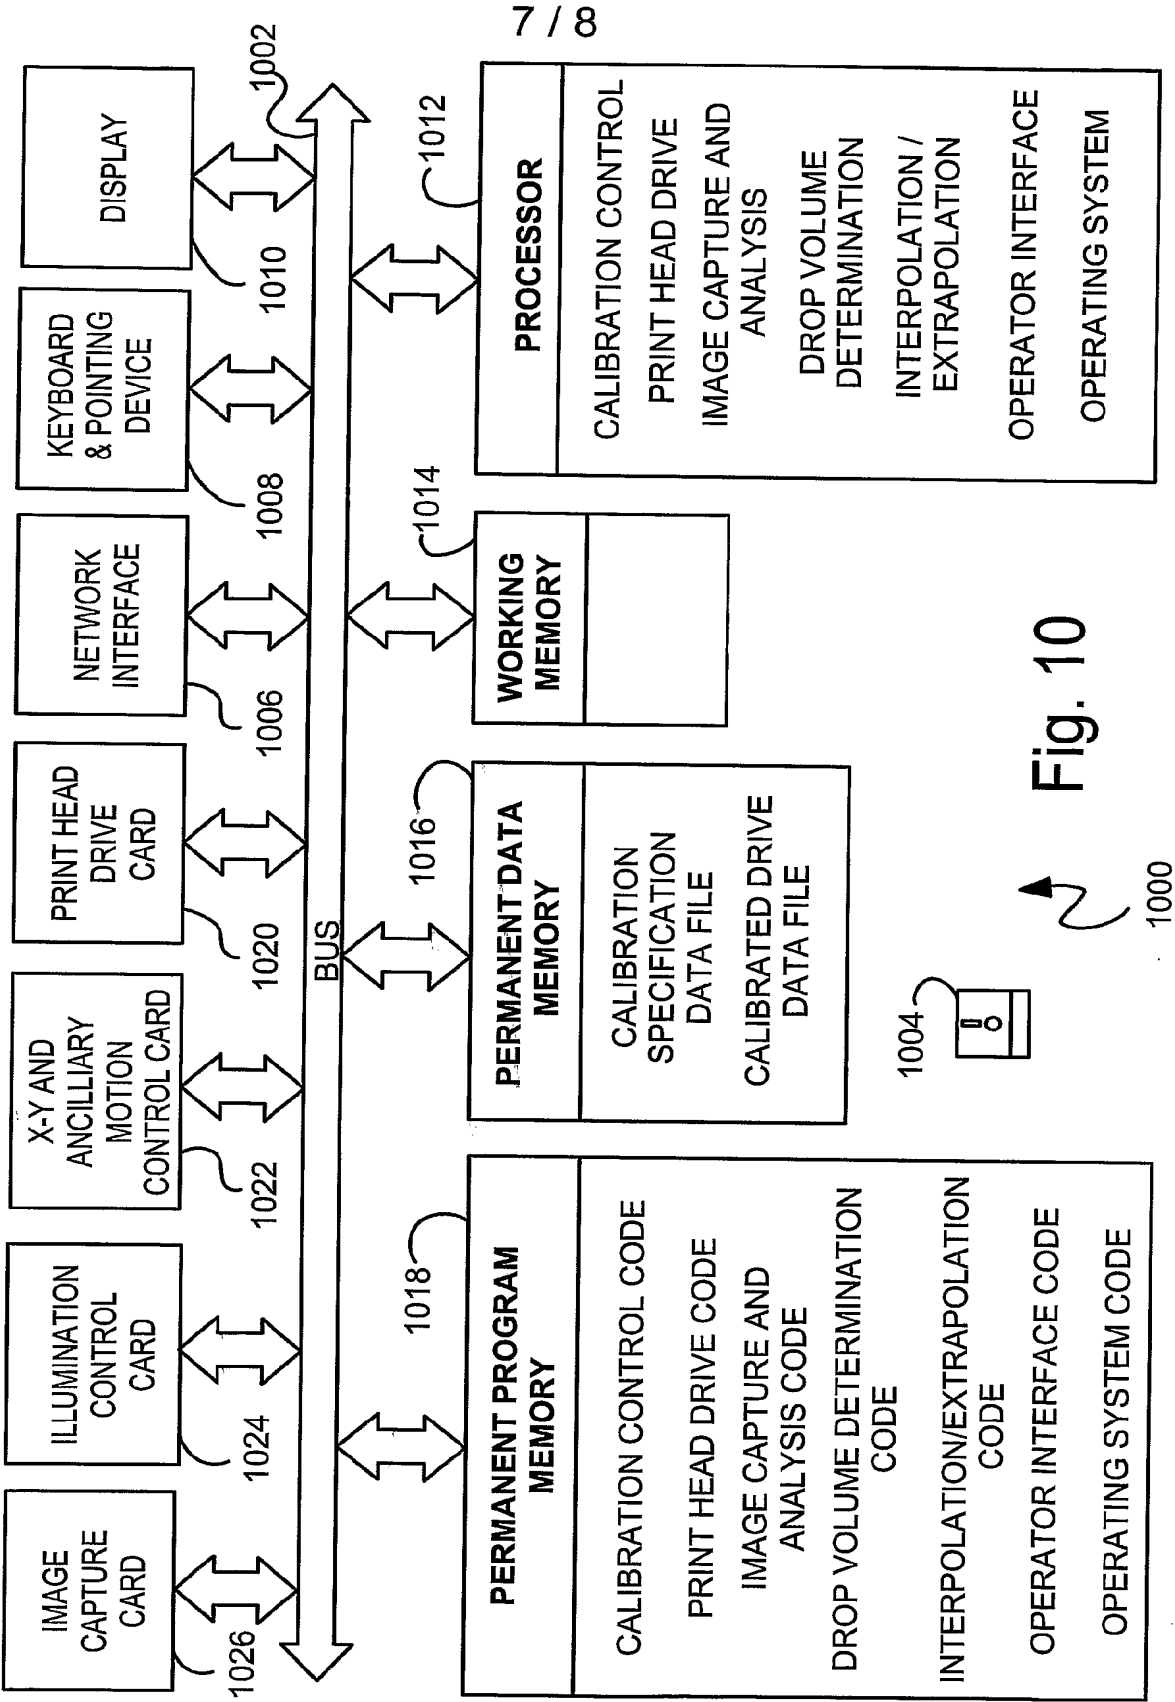 7 / 8
IMAGE
CAPTURE
CARD
1026
ILLUMINATION
CONTROL
CARD
1024
X-Y AND
ANCILLIARY
MOTION
CONTROL CARD
1022
PRINT HEAD
DRIVE
CARD
1020
NETWORK
INTERFACE
1006
KEYBOARD
& POINTING
DEVICE
1008
DISPLAY
1010
1002
BUS
1018
PERMANENT PROGRAM
MEMORY
CALIBRATION CONTROL CODE
PRINT HEAD DRIVE CODE
IMAGE CAPTURE AND
ANALYSIS CODE
DROP VOLUME DETERMINATION
CODE
INTERPOLATION/EXTRAPOLATION
CODE
OPERATOR INTERFACE CODE
OPERATING SYSTEM CODE
1016
PERMANENT DATA
MEMORY
CALIBRATION
SPECIFICATION
DATA FILE
CALIBRATED DRIVE
DATA FILE
1014
WORKING
MEMORY
1012
PROCESSOR
CALIBRATION CONTROL
PRINT HEAD DRIVE
IMAGE CAPTURE AND
ANALYSIS
DROP VOLUME
DETERMINATION
INTERPOLATION /
EXTRAPOLATION
OPERATOR INTERFACE
OPERATING SYSTEM
1004
1000
Fig. 10